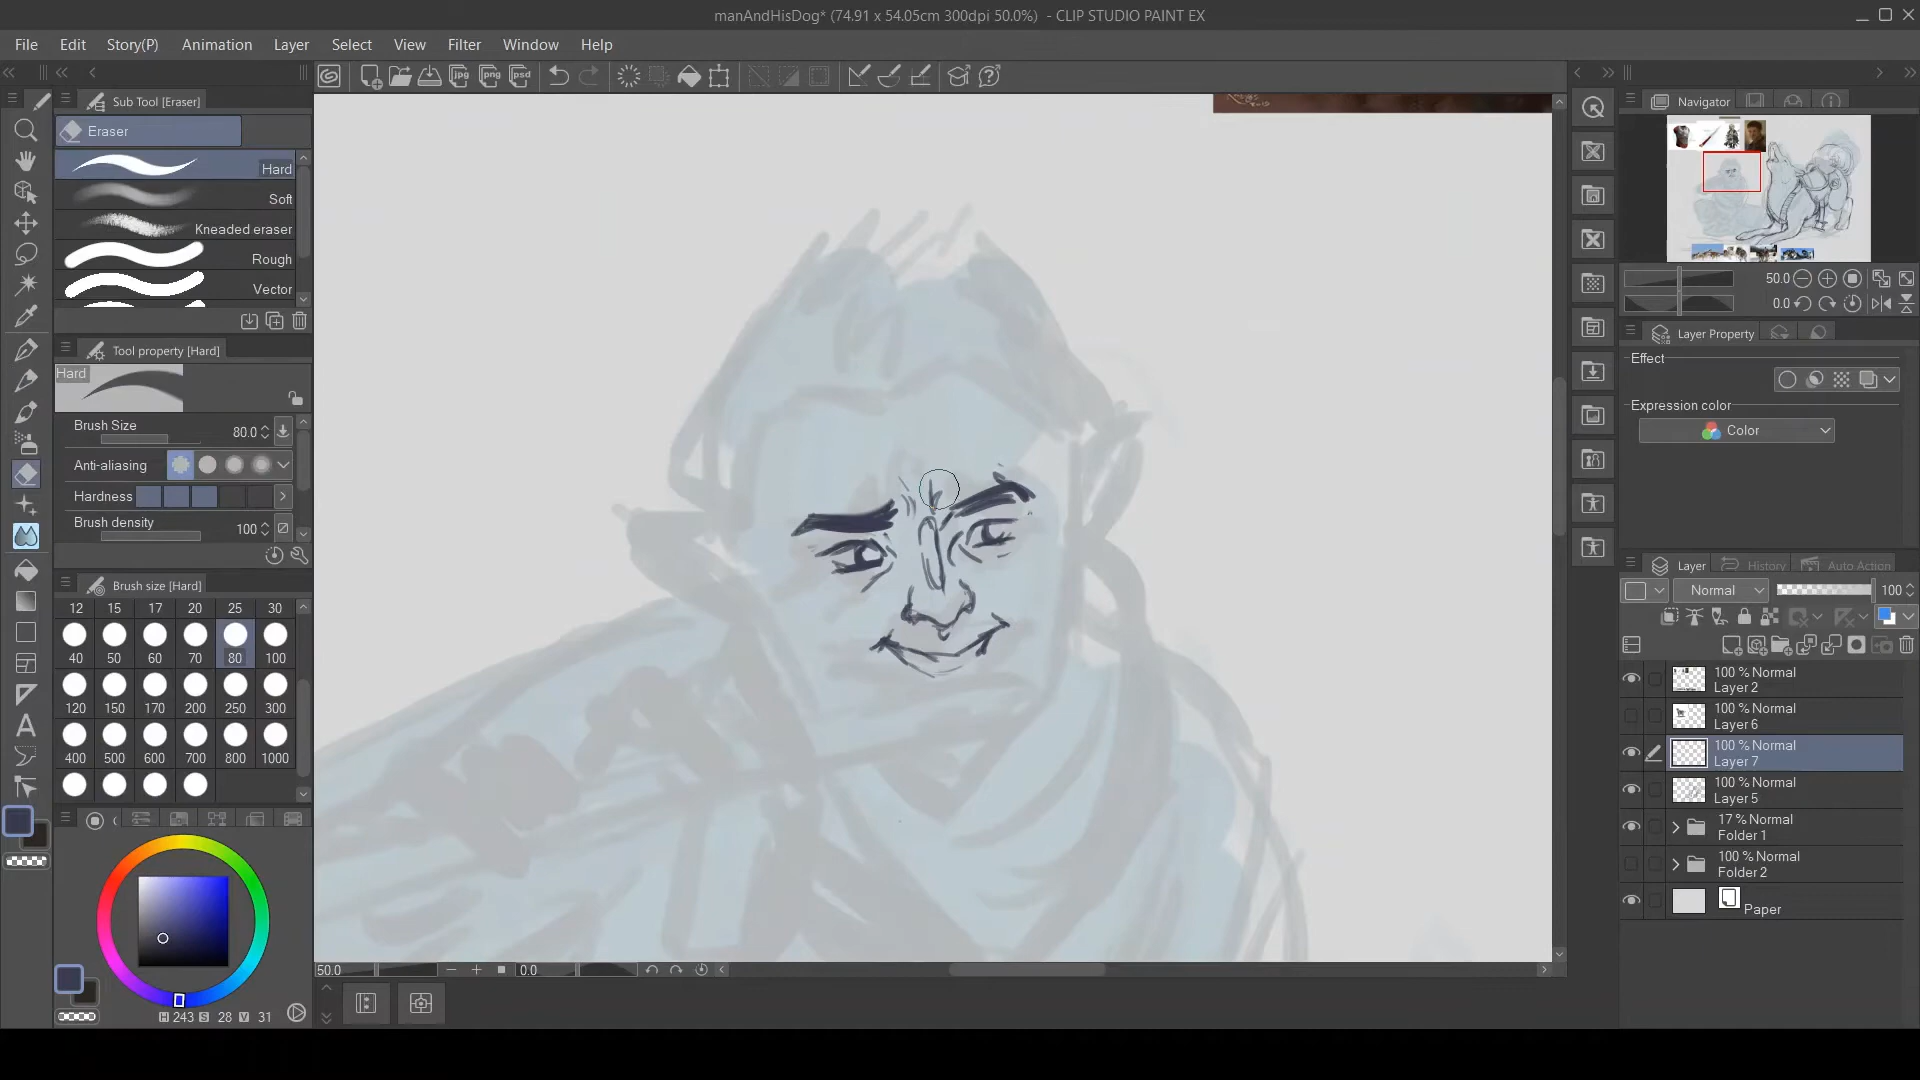 manAndHisDog* (74.91 x 54.05cm 300dpi 50.0%) - CLIP STUDIO PAINT EX
File Edit Story(P) Animation Layer Select View Filter Window Help
jpg png psd
Sub Tool [Eraser]
Eraser
Hard
Soft
Kneaded eraser
Rough
Vector
Tool property [Hard]
Hard
Brush Size 80.0
Anti-aliasing
Hardness
Brush density 100
Brush size [Hard]
12 15 17 20 25 30
40 50 60 70 80 100
120 150 170 200 250 300
400 500 600 700 800 1000
H 243 S 28 V 31
50.0 0.0
Navigator
50.0
0.0
Layer Property
Effect
Expression color
Color
Layer History Auto Action
Normal 100
100 % Normal
Layer 2
100 % Normal
Layer 6
100 % Normal
Layer 7
100 % Normal
Layer 5
17 % Normal
Folder 1
100 % Normal
Folder 2
Paper